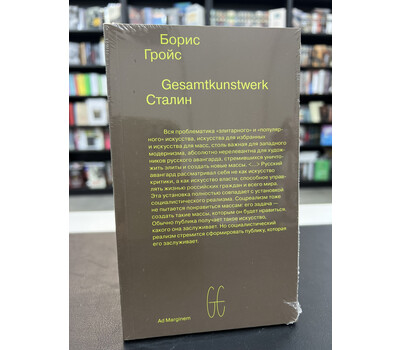 Борис
Гройс
Gesamtkunstwerk
Сталин
Вся проблематика «элитарного» и «популяр-
ного» искусства, искусства для избранных
и искусства для масс, столь важная для западного
модернизма, абсолютно нерелевантна для худож-
ников русского авангарда, стремившихся уничто-
жить элиты и создать новые массы. &lt;...&gt; Русский
авангард рассматривал себя не как искусство
критики, а как искусство власти, способное управ-
лять жизнью российских граждан и всего мира.
Эта установка полностью совпадает с установкой
социалистического реализма. Соцреализм тоже
не пытается понравиться массам: его задача —
создать такие массы, которым он будет нравиться.
Обычно публика получает такое искусство,
какого она заслуживает. Но социалистический
реализм стремится сформировать публику, которая
его заслуживает.
Ad Marginem